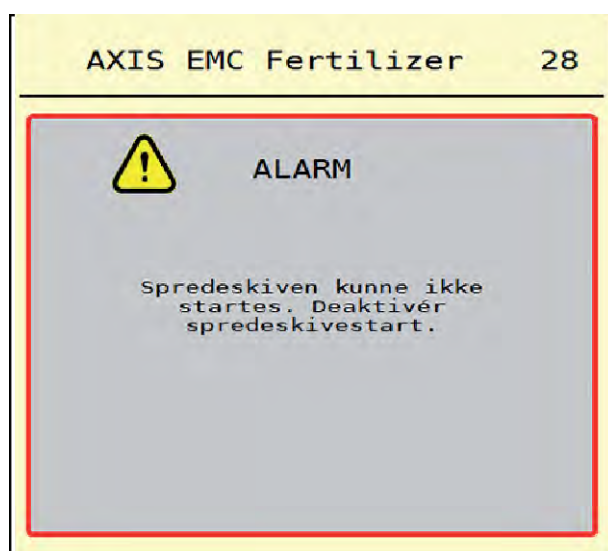 AXIS EMC Fertilizer 28
ALARM
Spredeskiven kunne ikke
startes. Deaktivér
spredeskivestart.